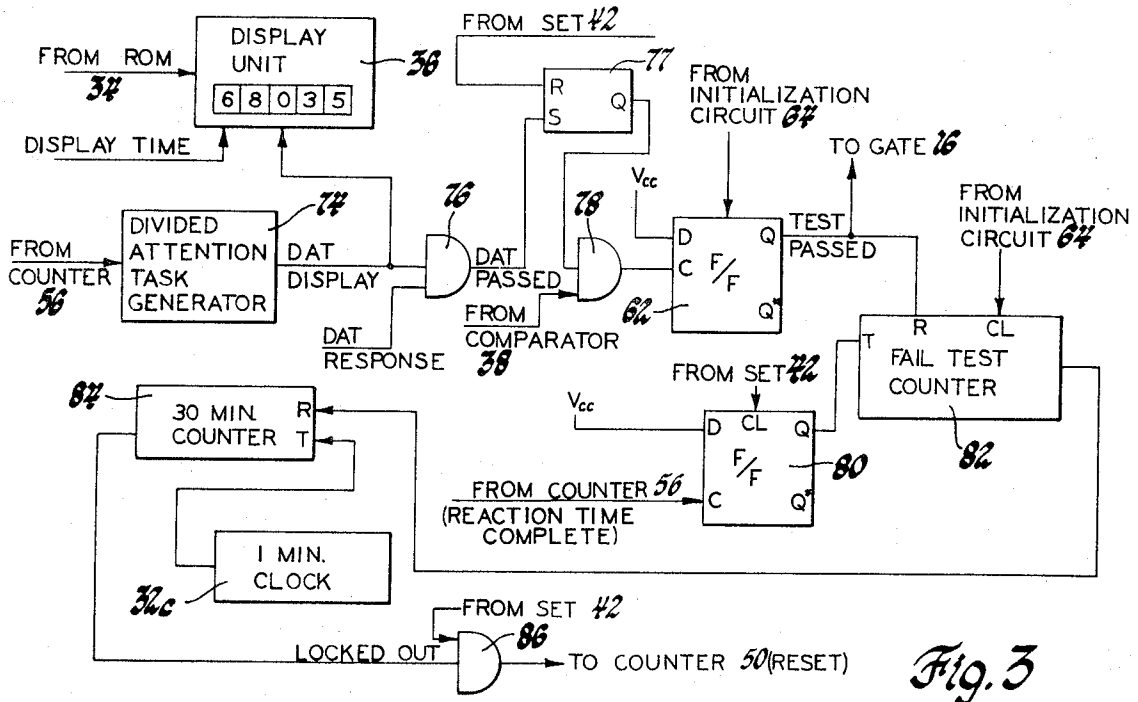 FROM SET 42
DISPLAY
UNIT
6 8 0 3 5
36
FROM ROM
34
DISPLAY TIME
R
S
Q
77
FROM
INITIALIZATION
CIRCUIT 64
TO GATE 16
FROM
INITIALIZATION
CIRCUIT 64
74
DIVIDED
ATTENTION
TASK
GENERATOR
FROM
COUNTER
56
DAT
DISPLAY
76
DAT
PASSED
DAT
RESPONSE
78
FROM
COMPARATOR
38
Vcc
D
C
F/F
62
Q
Q*
TEST
PASSED
T
R
CL
FAIL TEST
COUNTER
82
FROM SET 42
Vcc
D
CL
Q
F/F
80
C
Q*
FROM COUNTER 56
(REACTION TIME
COMPLETE)
84
30 MIN.
COUNTER
R
T
1 MIN.
CLOCK
32c
FROM SET 42
86
LOCKED OUT
TO COUNTER 50 (RESET)
Fig. 3